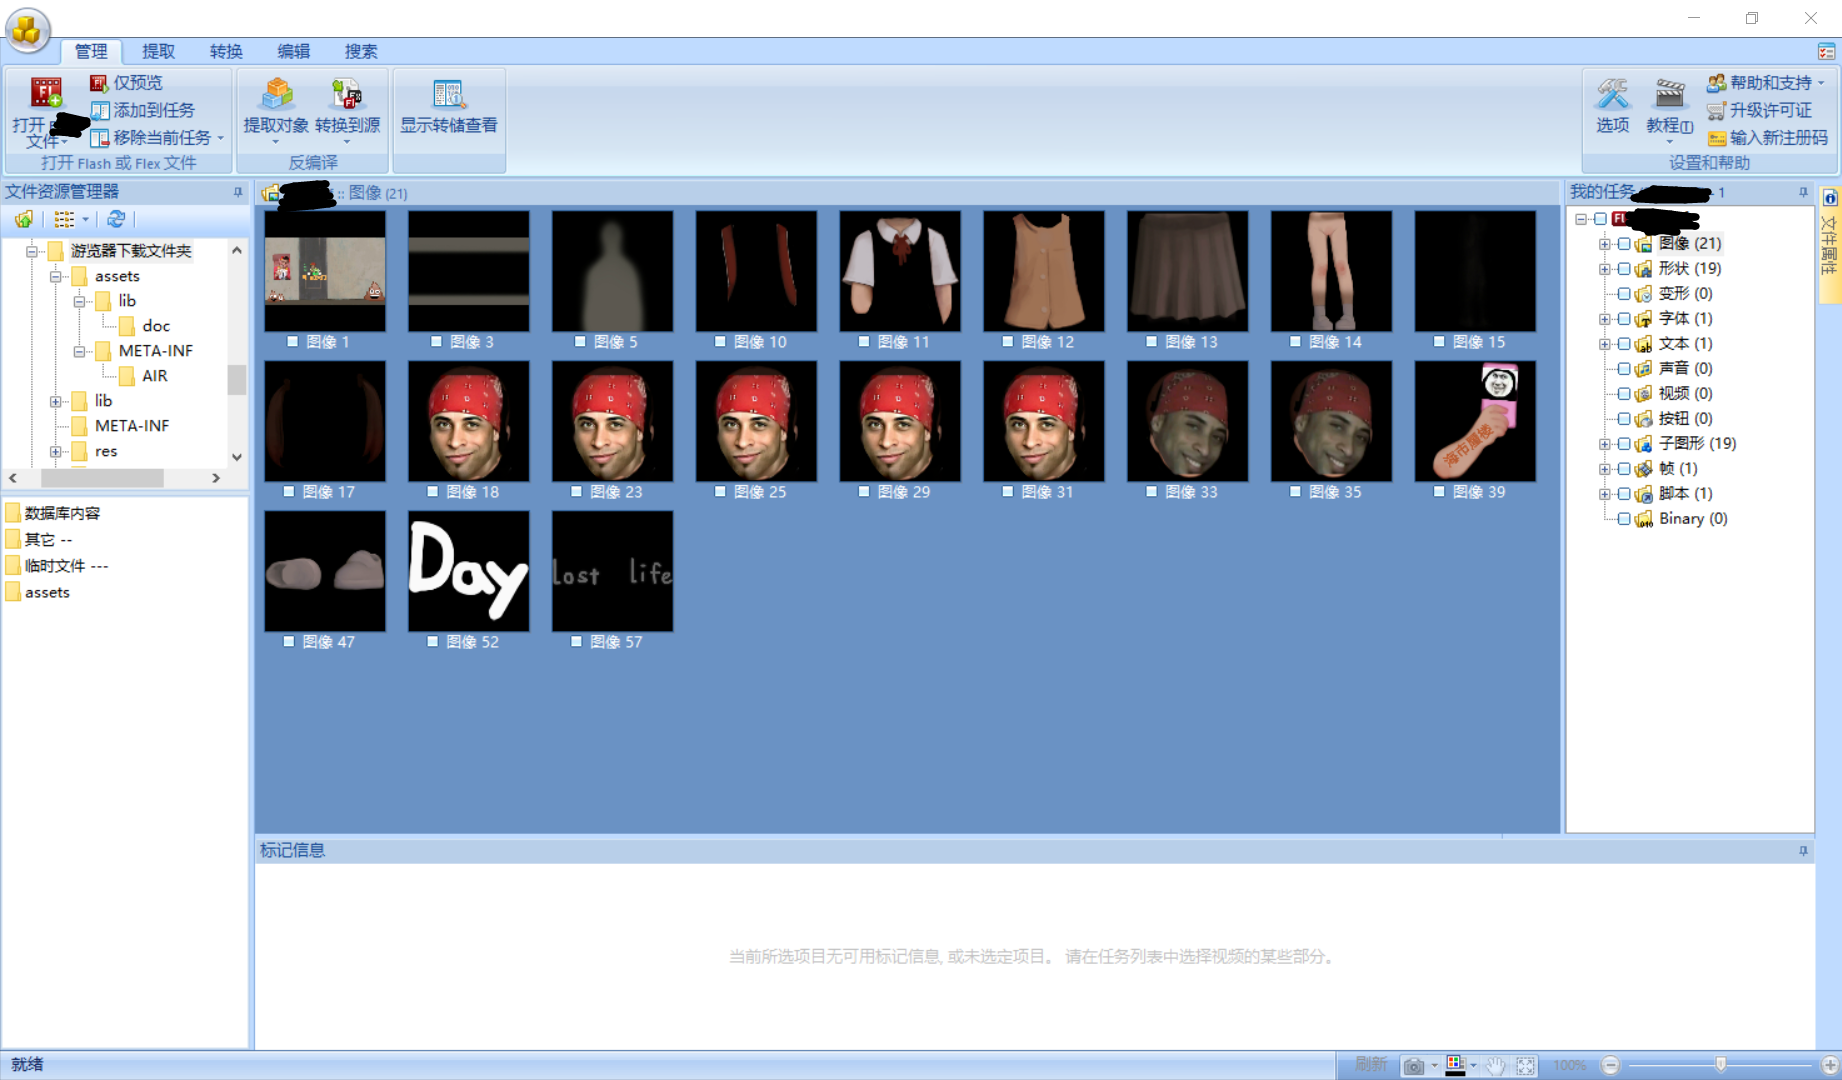 管理 提取 转换 编辑 搜索
打开
文件
仅预览
添加到任务
移除当前任务
打开 Flash 或 Flex 文件
提取对象 转换到源
反编译
显示转储查看
选项 教程(T)
帮助和支持
升级许可证
输入新注册码
设置和帮助
文件资源管理器
游览器下载文件夹
assets
lib
doc
META-INF
AIR
lib
META-INF
res
数据库内容
其它 --
临时文件 ---
assets
:: 图像 (21)
图像 1 图像 3 图像 5 图像 10 图像 11 图像 12 图像 13 图像 14 图像 15
海市蜃楼
图像 17 图像 18 图像 23 图像 25 图像 29 图像 31 图像 33 图像 35 图像 39
Day
lost life
图像 47 图像 52 图像 57
我的任务 - 1
图像 (21)
形状 (19)
变形 (0)
字体 (1)
文本 (1)
声音 (0)
视频 (0)
按钮 (0)
子图形 (19)
帧 (1)
脚本 (1)
Binary (0)
文件属性
标记信息
当前所选项目无可用标记信息, 或未选定项目。 请在任务列表中选择视频的某些部分。
就绪
刷新
100%